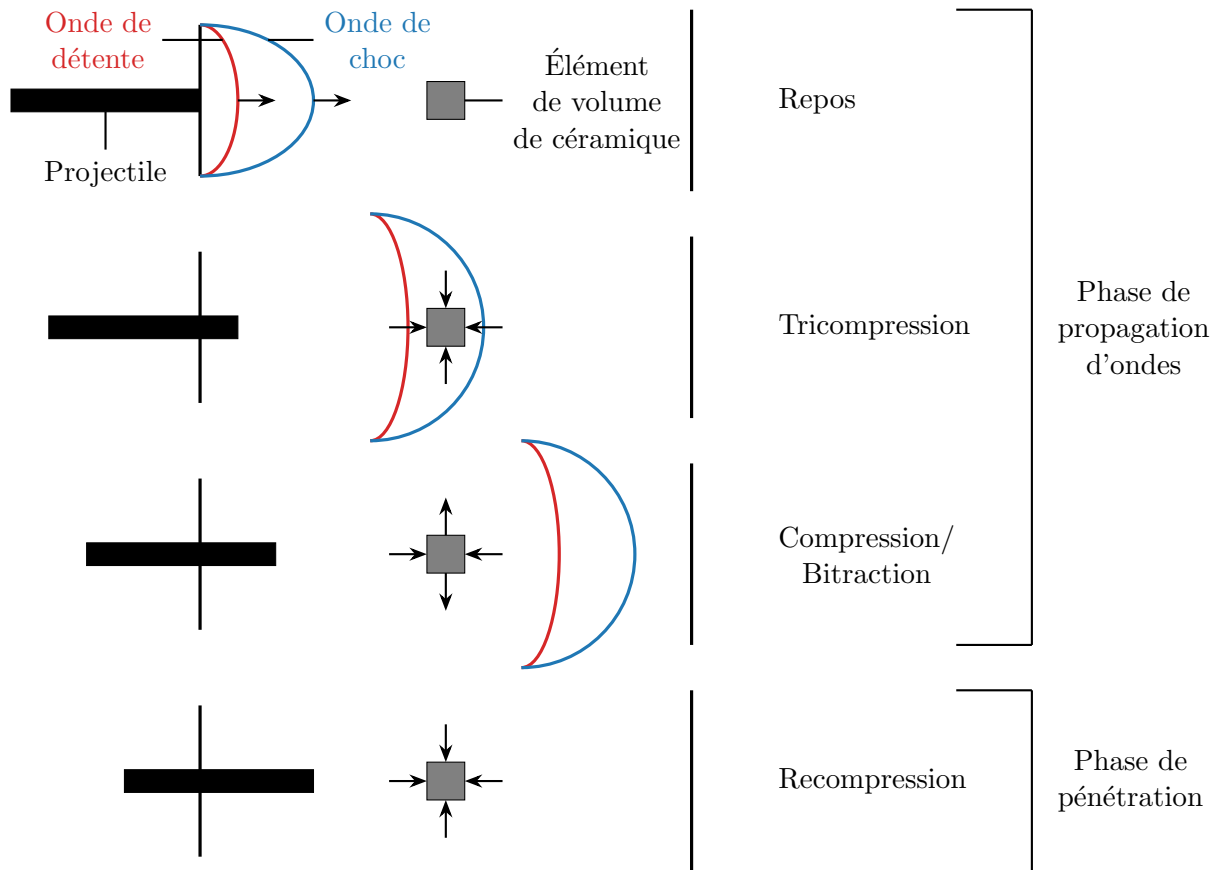 Onde de
détente
Onde de
choc
Élément
de volume
de céramique
Projectile
Repos
Tricompression
Phase de
propagation
d'ondes
Compression/
Bitraction
Recompression
Phase de
pénétration